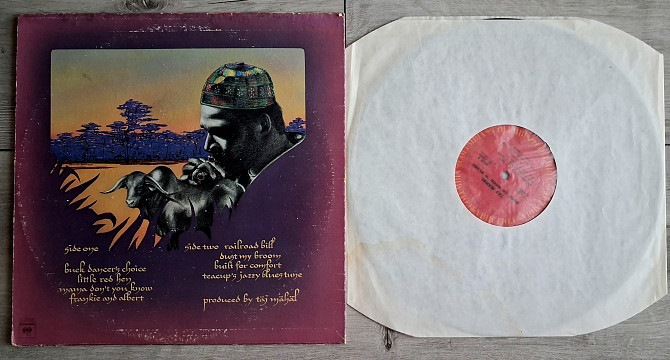 side one
buck dancer's choice
little red hen
mama don't you know
frankie and albert
side two railroad bill
dust my broom
built for comfort
teacup's jazzy blues tune
produced by taj mahal